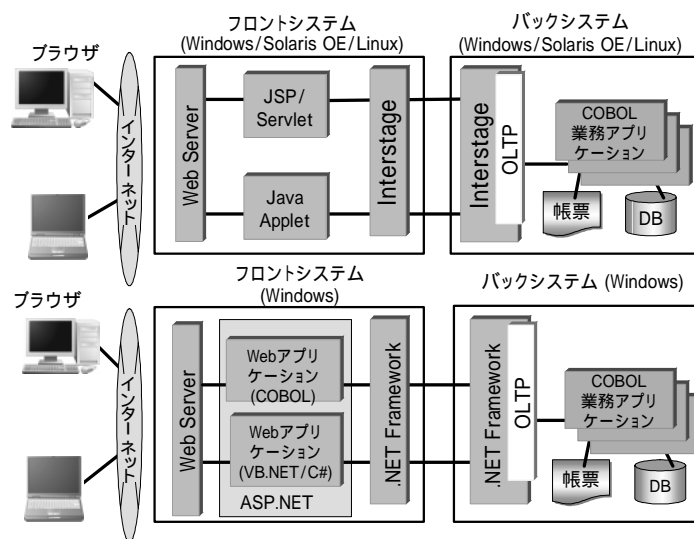 フロントシステム
(Windows/Solaris OE/Linux)
バックシステム
(Windows/Solaris OE/Linux)
ブラウザ
インターネット
Web Server
JSP/
Servlet
Java
Applet
Interstage
Interstage
OLTP
COBOL
業務アプリ
ケーション
帳票
DB
フロントシステム
(Windows)
バックシステム (Windows)
ブラウザ
インターネット
Web Server
Webアプリ
ケーション
(COBOL)
Webアプリ
ケーション
(VB.NET/C#)
ASP.NET
.NET Framework
.NET Framework
OLTP
COBOL
業務アプリ
ケーション
帳票
DB